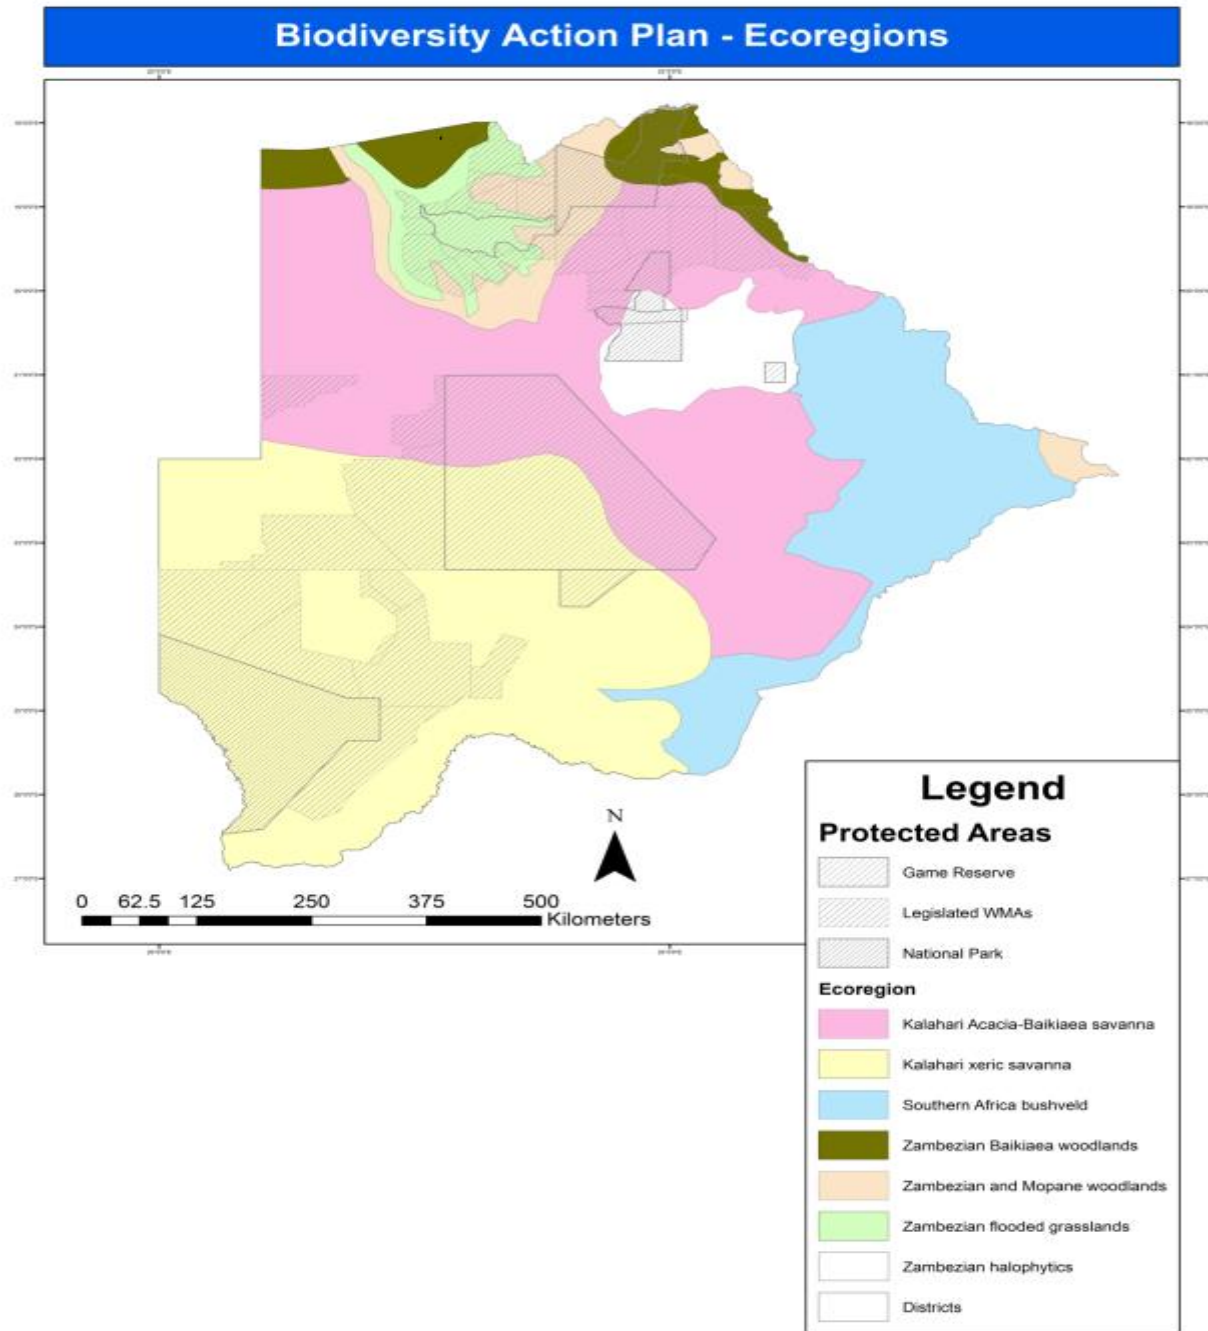 Biodiversity Action Plan - Ecoregions
N
0 62.5 125 250 375 500
Kilometers
Legend
Protected Areas
Game Reserve
Legislated WMAs
National Park
Ecoregion
Kalahari Acacia-Baikiaea savanna
Kalahari xeric savanna
Southern Africa bushveld
Zambezian Baikiaea woodlands
Zambezian and Mopane woodlands
Zambezian flooded grasslands
Zambezian halophytics
Districts